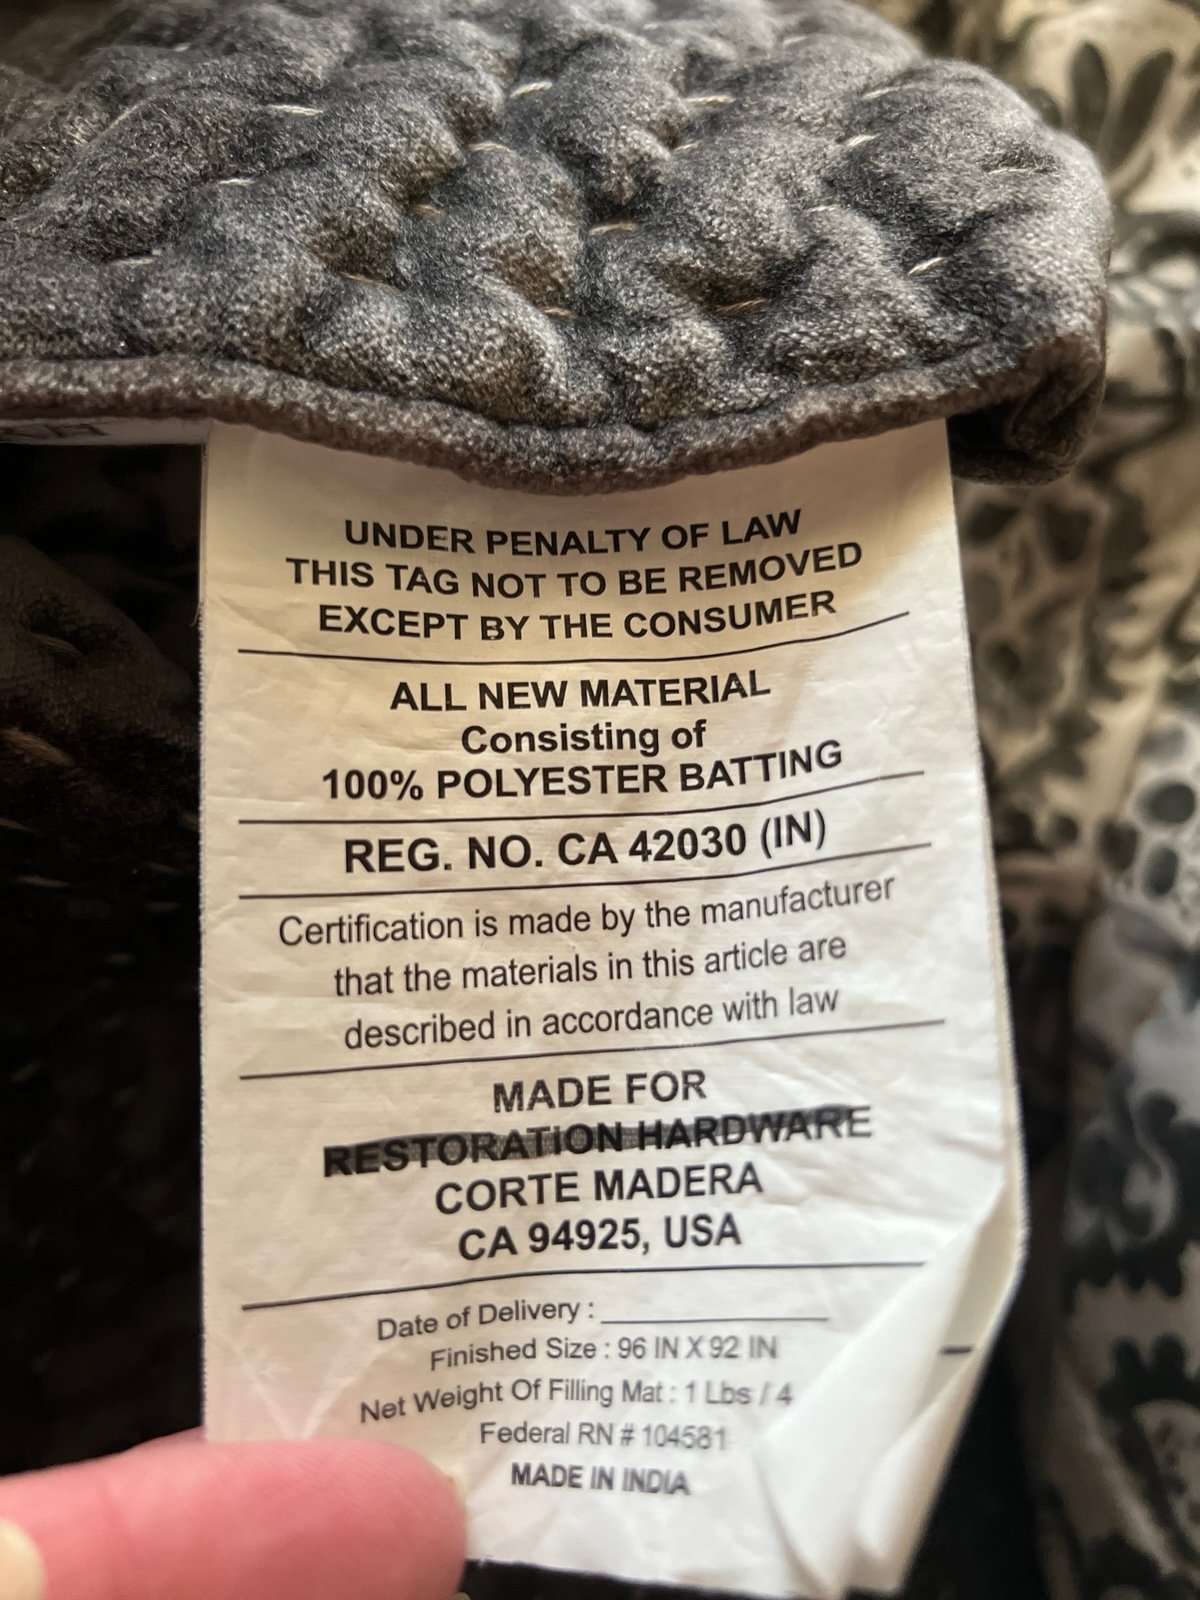 UNDER PENALTY OF LAW
THIS TAG NOT TO BE REMOVED
EXCEPT BY THE CONSUMER
ALL NEW MATERIAL
Consisting of
100% POLYESTER BATTING
REG. NO. CA 42030 (IN)
Certification is made by the manufacturer
that the materials in this article are
described in accordance with law
MADE FOR
RESTORATION HARDWARE
CORTE MADERA
CA 94925, USA
Date of Delivery :
Finished Size : 96 IN X 92 IN
Net Weight Of Filling Mat : 1 Lbs / 4
Federal RN # 104581
MADE IN INDIA